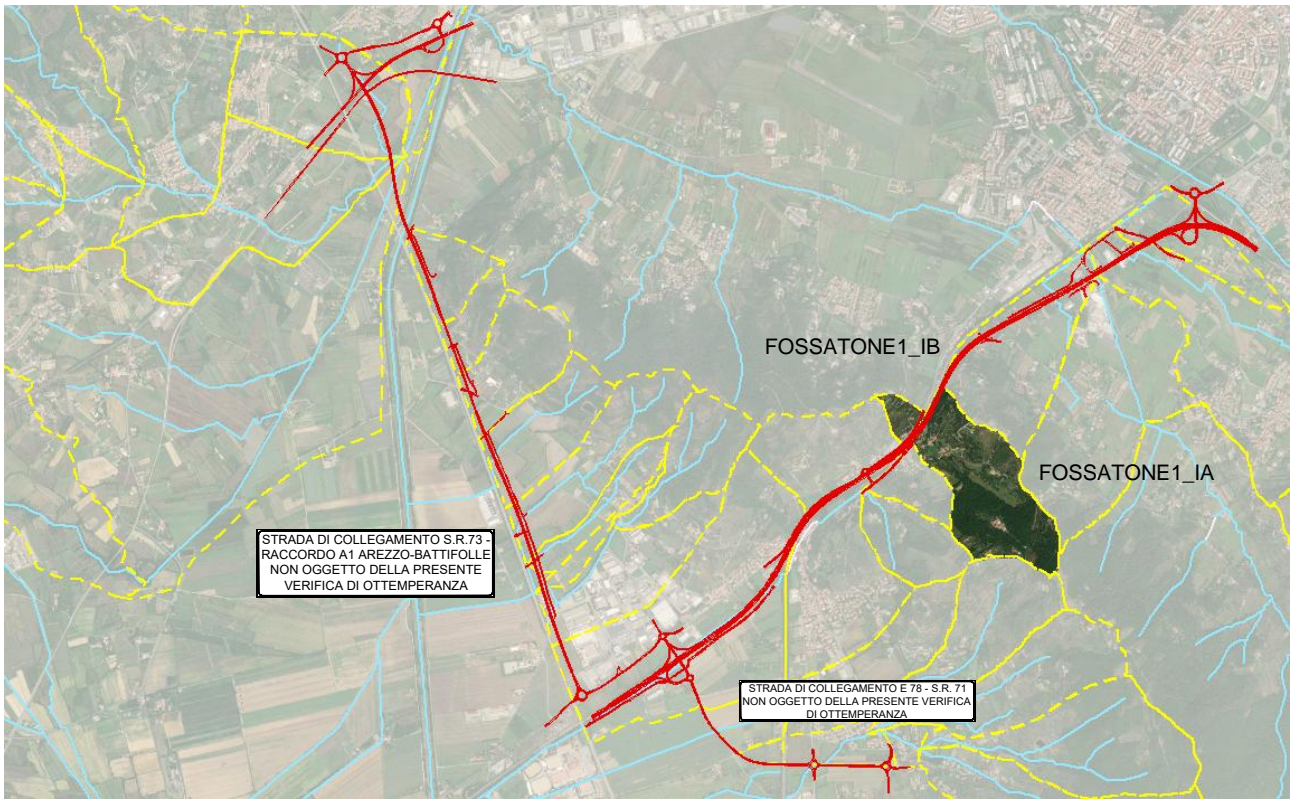 FOSSATONE1_IB
FOSSATONE1_IA
STRADA DI COLLEGAMENTO S.R.73 -
RACCORDO A1 AREZZO-BATTIFOLLE
NON OGGETTO DELLA PRESENTE
VERIFICA DI OTTEMPERANZA
STRADA DI COLLEGAMENTO E 78 - S.R. 71
NON OGGETTO DELLA PRESENTE VERIFICA
DI OTTEMPERANZA